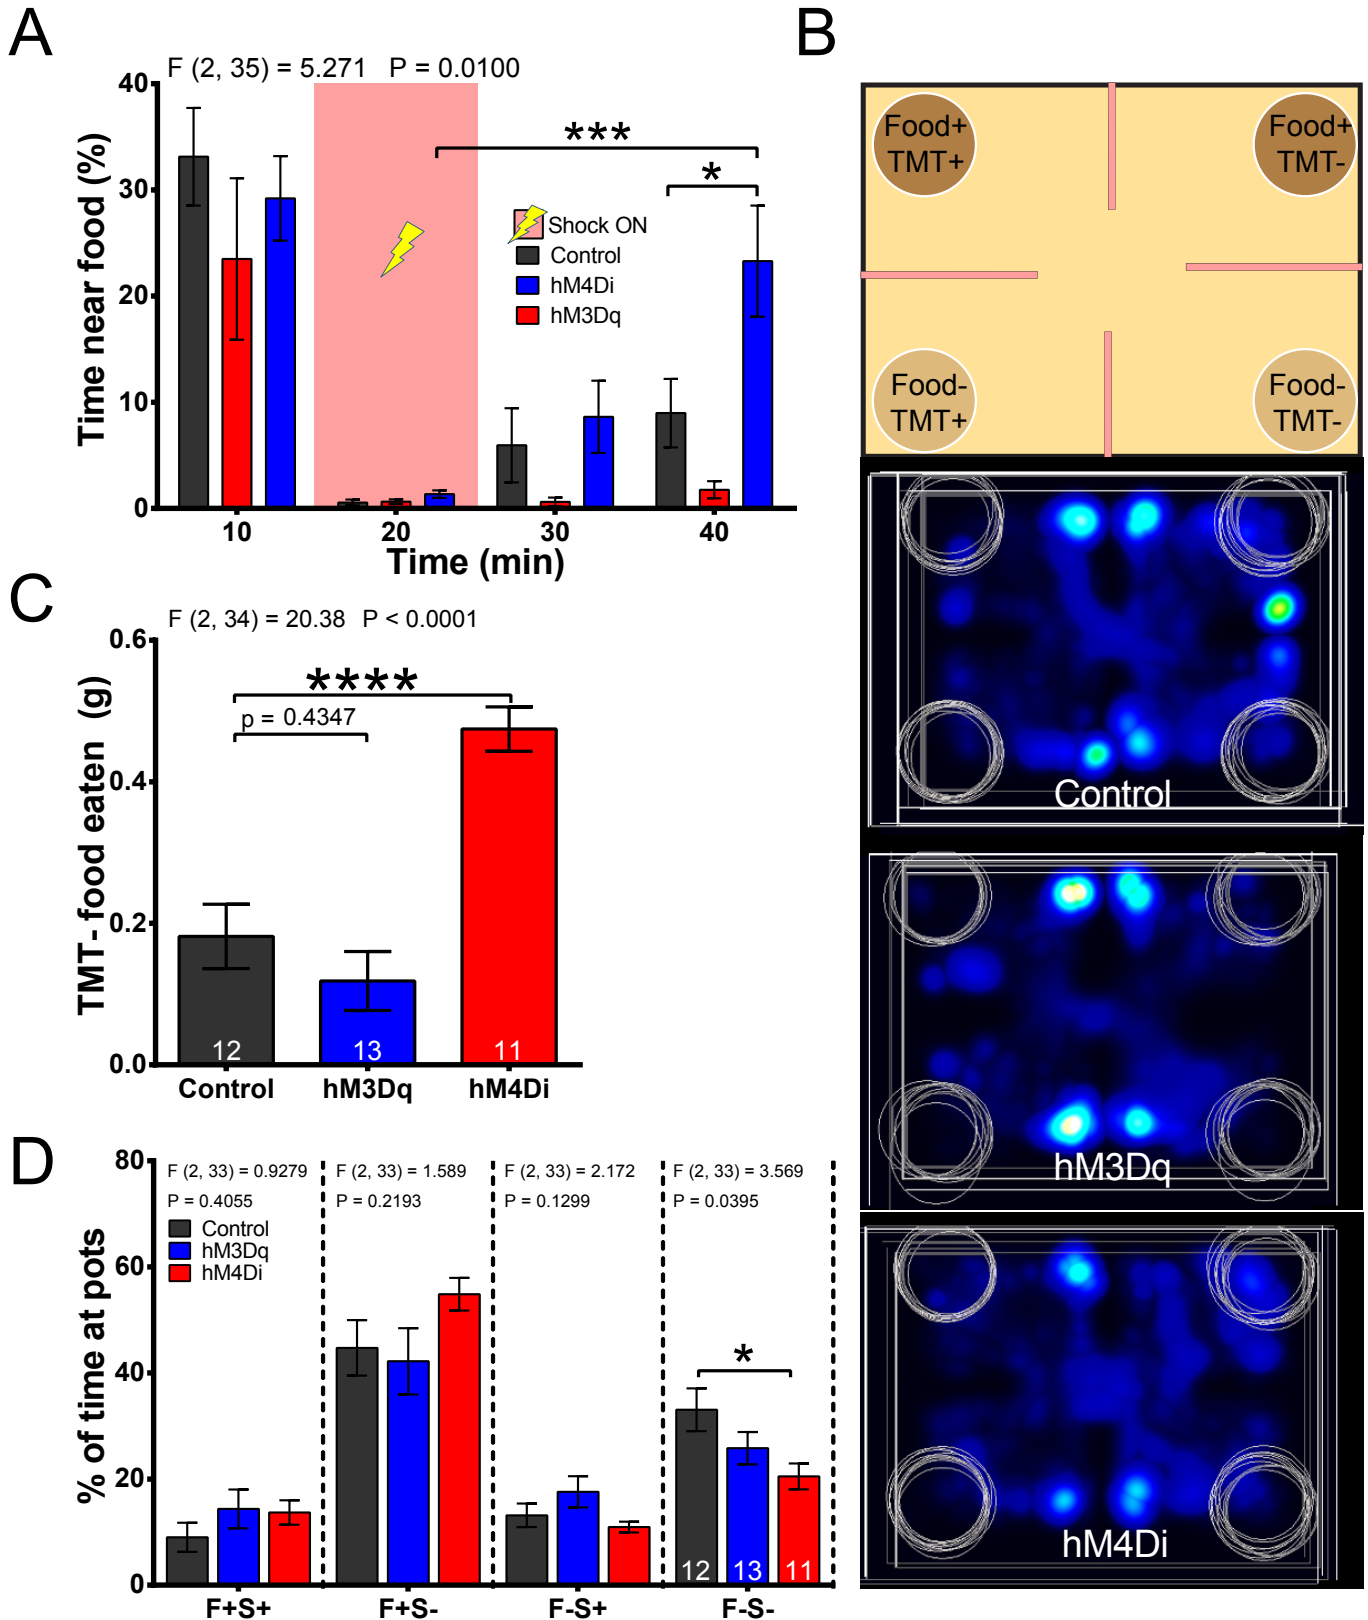 A
F (2, 35) = 5.271 P = 0.0100
***
*
Shock ON
Control
hM4Di
hM3Dq
Time near food (%)
40
30
20
10
0
10 20 30 40
Time (min)
B
Food+ TMT+
Food+ TMT-
Food- TMT+
Food- TMT-
Control
hM3Dq
hM4Di
C
F (2, 34) = 20.38 P < 0.0001
****
p = 0.4347
TMT- food eaten (g)
0.6
0.4
0.2
0.0
12 13 11
Control hM3Dq hM4Di
D
F (2, 33) = 0.9279 F (2, 33) = 1.589 F (2, 33) = 2.172 F (2, 33) = 3.569
P = 0.4055 P = 0.2193 P = 0.1299 P = 0.0395
Control
hM3Dq
hM4Di
*
% of time at pots
80
60
40
20
0
12 13 11
F+S+ F+S- F-S+ F-S-